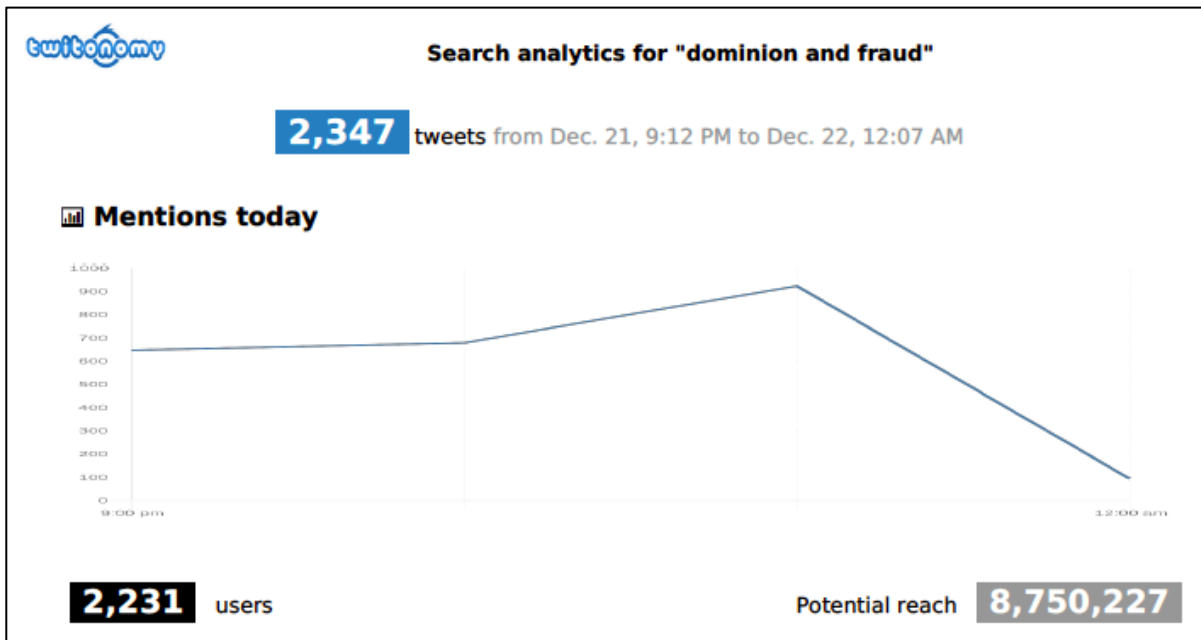 twitonomy
Search analytics for "dominion and fraud"
2,347 tweets from Dec. 21, 9:12 PM to Dec. 22, 12:07 AM
Mentions today
1000
900
800
700
600
500
400
300
200
100
0
9:00 pm 12:00 am
2,231 users Potential reach 8,750,227